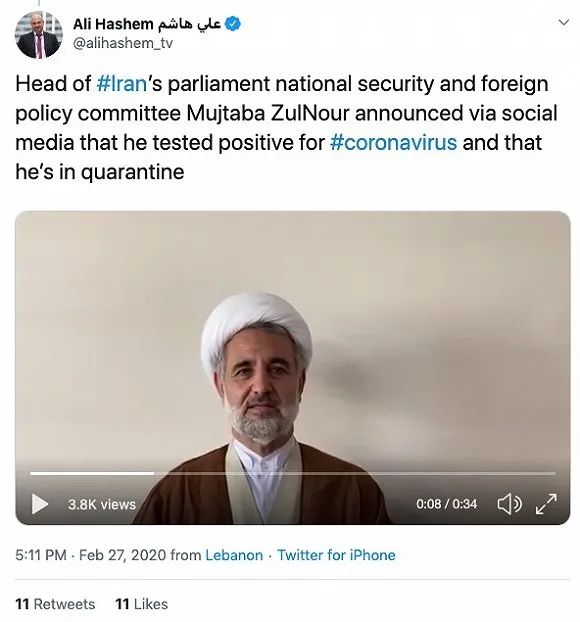 Ali Hashem علي هاشم
@alihashem_tv
Head of #Iran's parliament national security and foreign
policy committee Mujtaba ZulNour announced via social
media that he tested positive for #coronavirus and that
he's in quarantine
3.8K views
0:08 / 0:34
5:11 PM · Feb 27, 2020 from Lebanon · Twitter for iPhone
11 Retweets 11 Likes